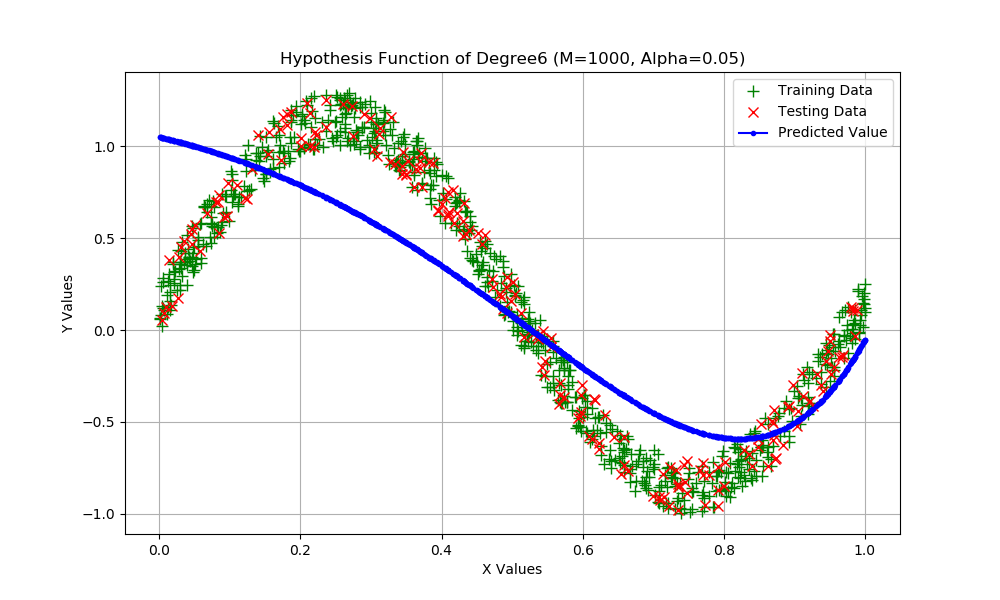 Hypothesis Function of Degree6 (M=1000, Alpha=0.05)
Training Data
Testing Data
Predicted Value
Y Values
1.0
0.5
0.0
−0.5
−1.0
0.0 0.2 0.4 0.6 0.8 1.0
X Values